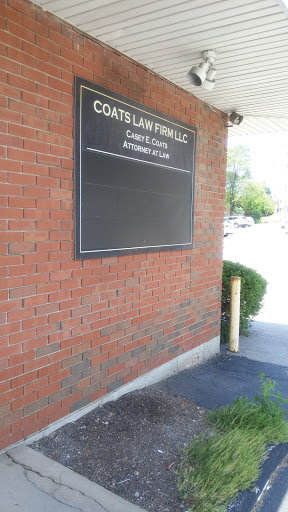 COATS LAW FIRM LLC
CASEY E. COATS
ATTORNEY AT LAW